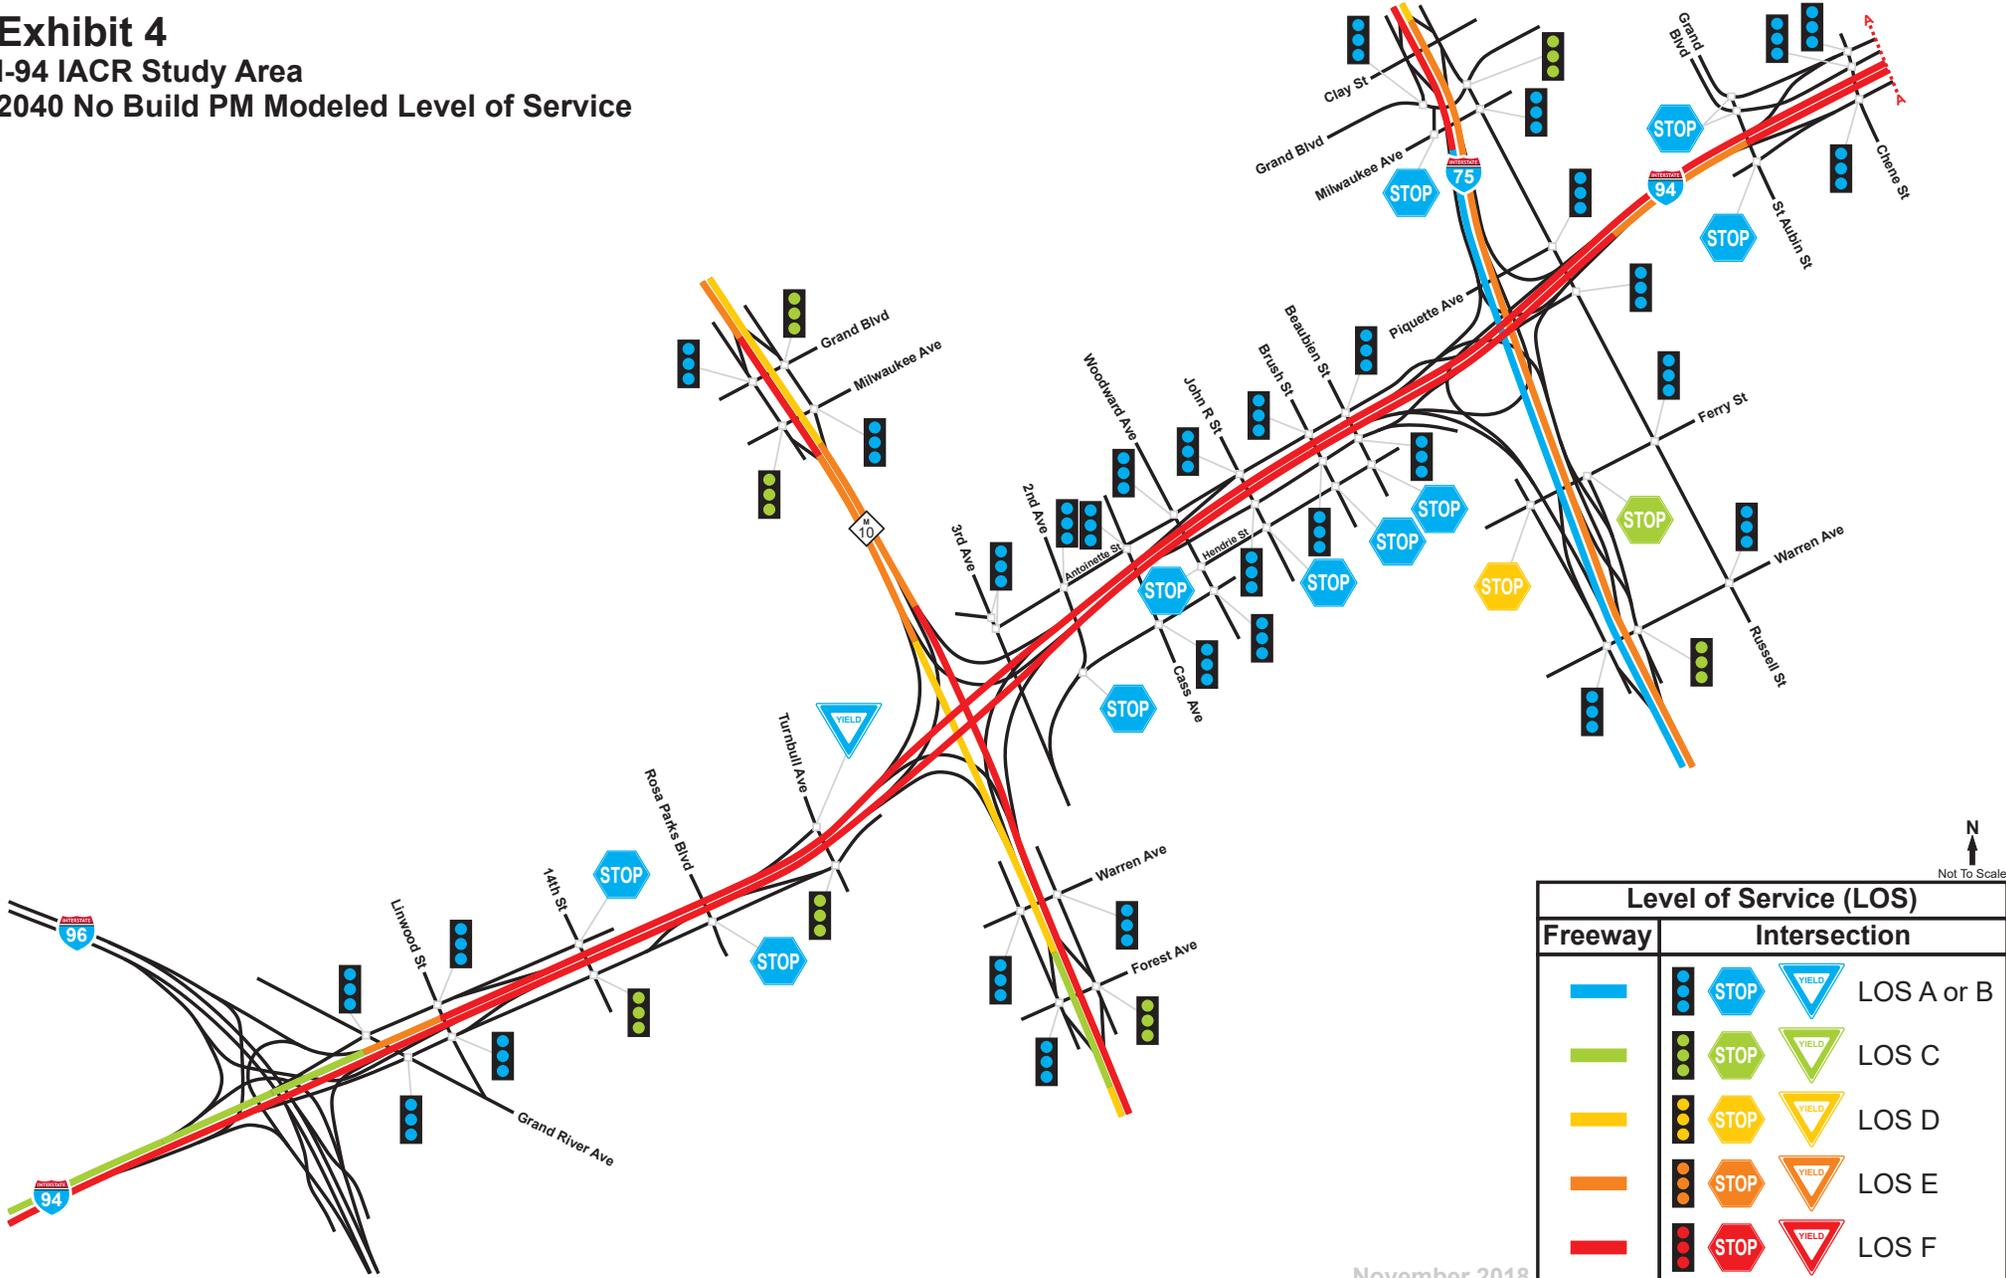 Exhibit 4
I-94 IACR Study Area
2040 No Build PM Modeled Level of Service
Clay St
Grand Blvd
Milwaukee Ave
STOP
INTERSTATE
75
Grand
Blvd
A
A
STOP
Chene St
INTERSTATE
94
St Aubin St
STOP
Piquette Ave
Grand Blvd
Milwaukee Ave
M
10
Beaubien St
Brush St
John R St
Woodward Ave
2nd Ave
3rd Ave
Antoinette St
Hendrie St
Ferry St
STOP
STOP
STOP
STOP
STOP
STOP
Warren Ave
Russell St
Cass Ave
STOP
YIELD
Turnbull Ave
Rosa Parks Blvd
14th St
STOP
STOP
Linwood St
Warren Ave
Forest Ave
INTERSTATE
96
Grand River Ave
INTERSTATE
94
N
Not To Scale
Level of Service (LOS)
Freeway Intersection
STOP YIELD LOS A or B
STOP YIELD LOS C
STOP YIELD LOS D
STOP YIELD LOS E
STOP YIELD LOS F
November 2018